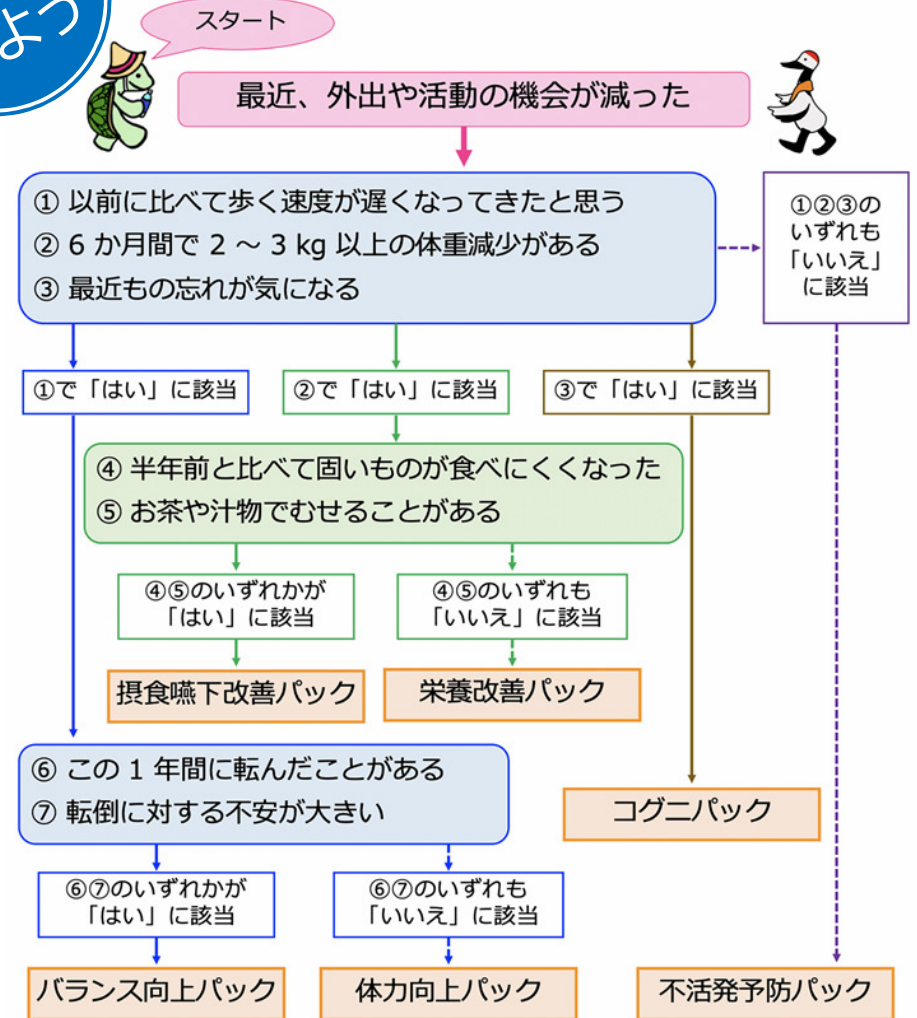 よう
スタート
最近、外出や活動の機会が減った
① 以前に比べて歩く速度が遅くなってきたと思う
② 6 か月間で 2 ～ 3 kg 以上の体重減少がある
③ 最近もの忘れが気になる
①②③の
いずれも
「いいえ」
に該当
①で「はい」に該当
②で「はい」に該当
③で「はい」に該当
④ 半年前と比べて固いものが食べにくくなった
⑤ お茶や汁物でむせることがある
④⑤のいずれかが
「はい」に該当
④⑤のいずれも
「いいえ」に該当
摂食嚥下改善パック
栄養改善パック
⑥ この 1 年間に転んだことがある
⑦ 転倒に対する不安が大きい
コグニパック
⑥⑦のいずれかが
「はい」に該当
⑥⑦のいずれも
「いいえ」に該当
バランス向上パック
体力向上パック
不活発予防パック